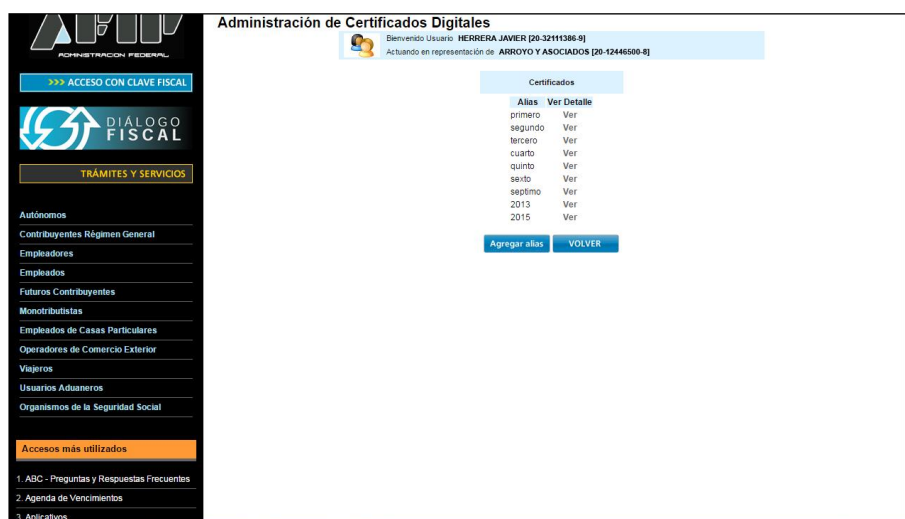 AFIP
ADMINISTRACION FEDERAL
>>> ACCESO CON CLAVE FISCAL
DIÁLOGO
FISCAL
TRÁMITES Y SERVICIOS
Autónomos
Contribuyentes Régimen General
Empleadores
Empleados
Futuros Contribuyentes
Monotributistas
Empleados de Casas Particulares
Operadores de Comercio Exterior
Viajeros
Usuarios Aduaneros
Organismos de la Seguridad Social
Accesos más utilizados
1. ABC - Preguntas y Respuestas Frecuentes
2. Agenda de Vencimientos
3. Aplicativos
Administración de Certificados Digitales
Bienvenido Usuario HERRERA JAVIER [20-32111386-9]
Actuando en representación de ARROYO Y ASOCIADOS [20-12446500-8]
Certificados
Alias Ver Detalle
primero Ver
segundo Ver
tercero Ver
cuarto Ver
quinto Ver
sexto Ver
septimo Ver
2013 Ver
2015 Ver
Agregar alias VOLVER